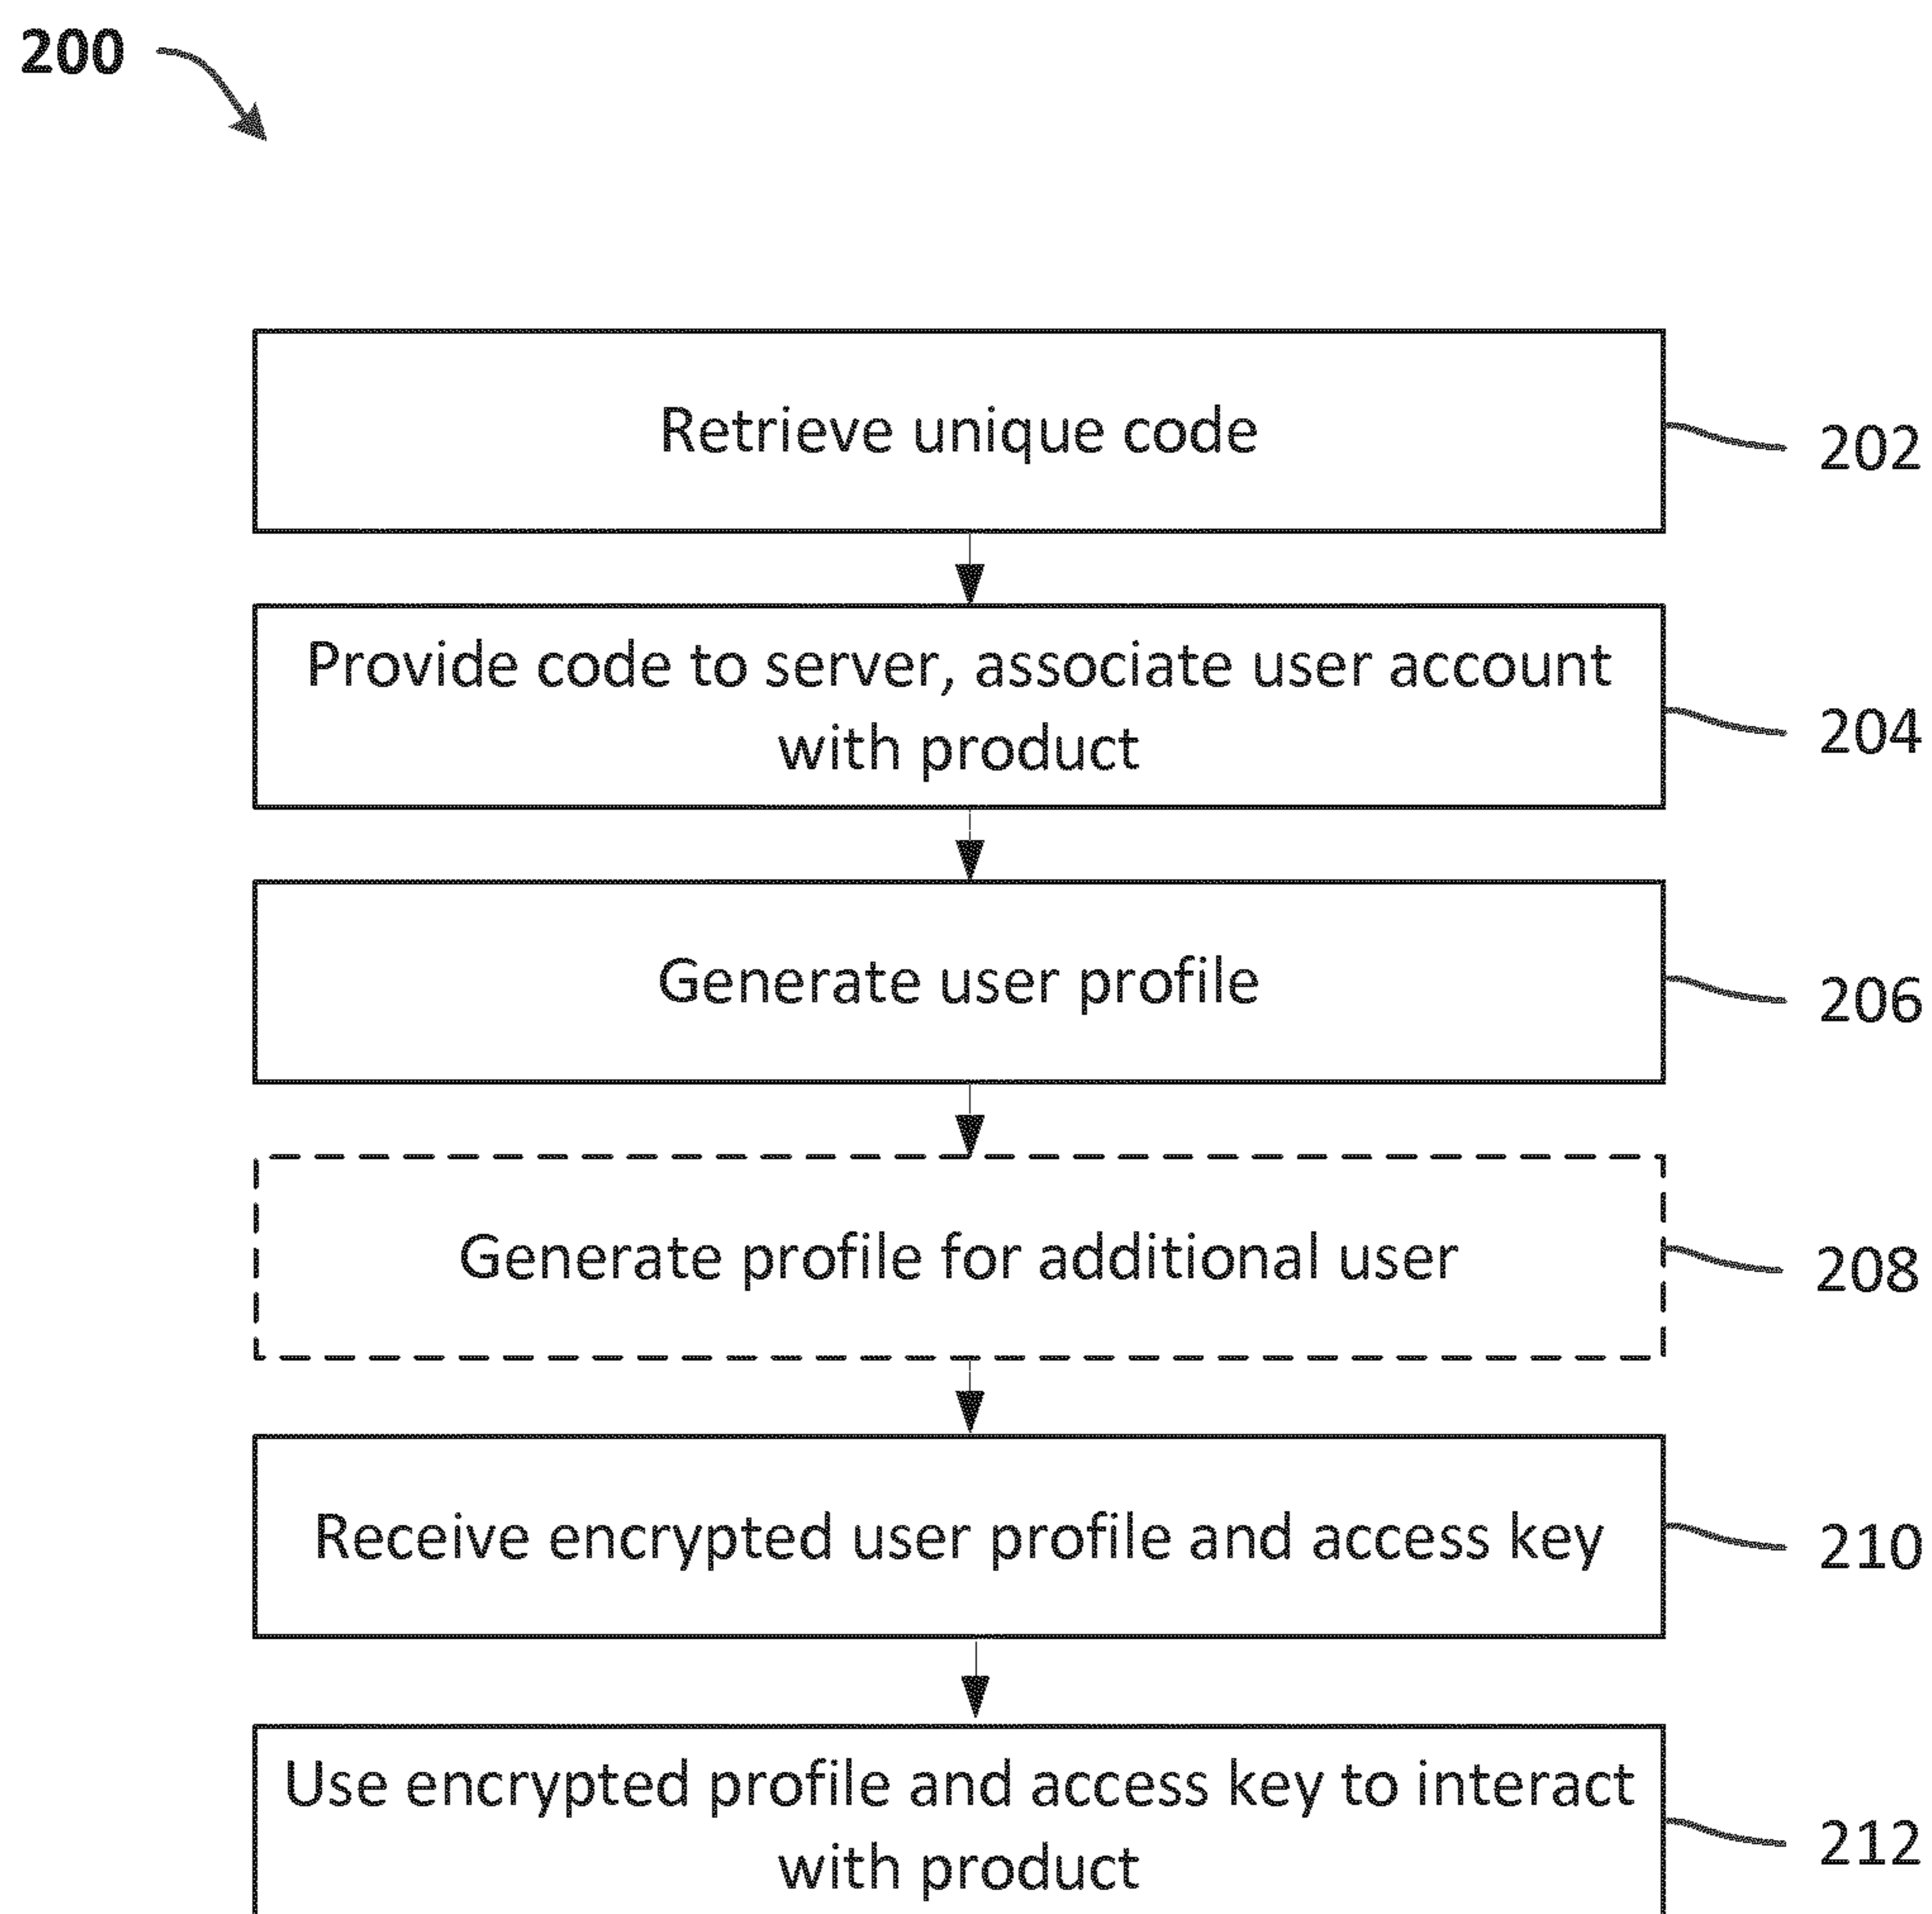 200
Retrieve unique code
202
Provide code to server, associate user account
with product
204
Generate user profile
206
Generate profile for additional user
208
Receive encrypted user profile and access key
210
Use encrypted profile and access key to interact
with product
212